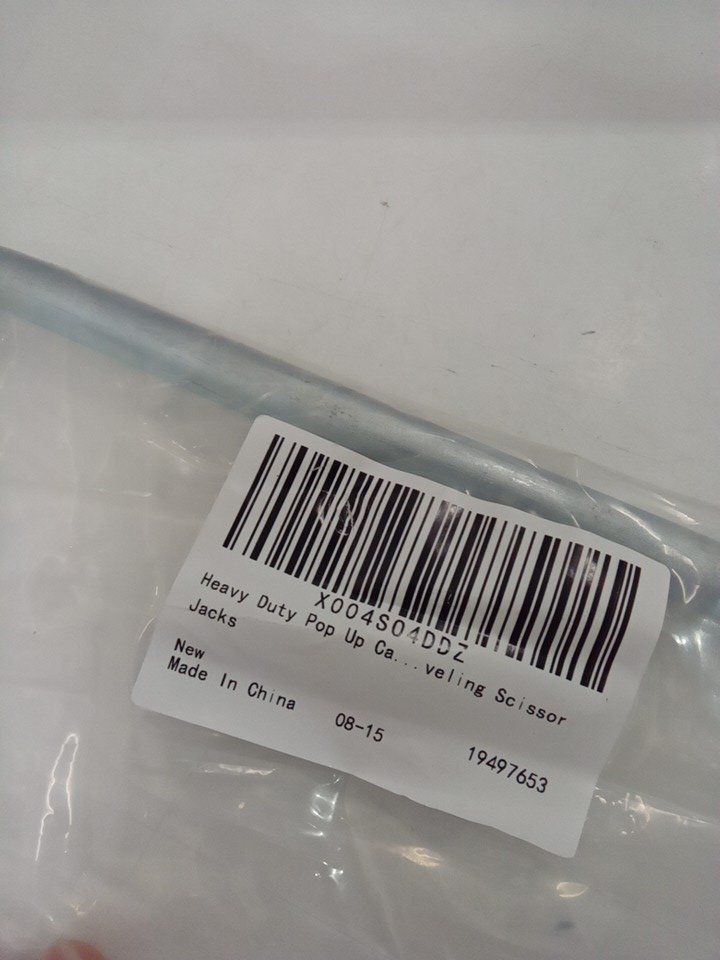 X004S04DDZ
Heavy Duty Pop Up Ca...veling Scissor
Jacks
New
Made In China
08-15
19497653